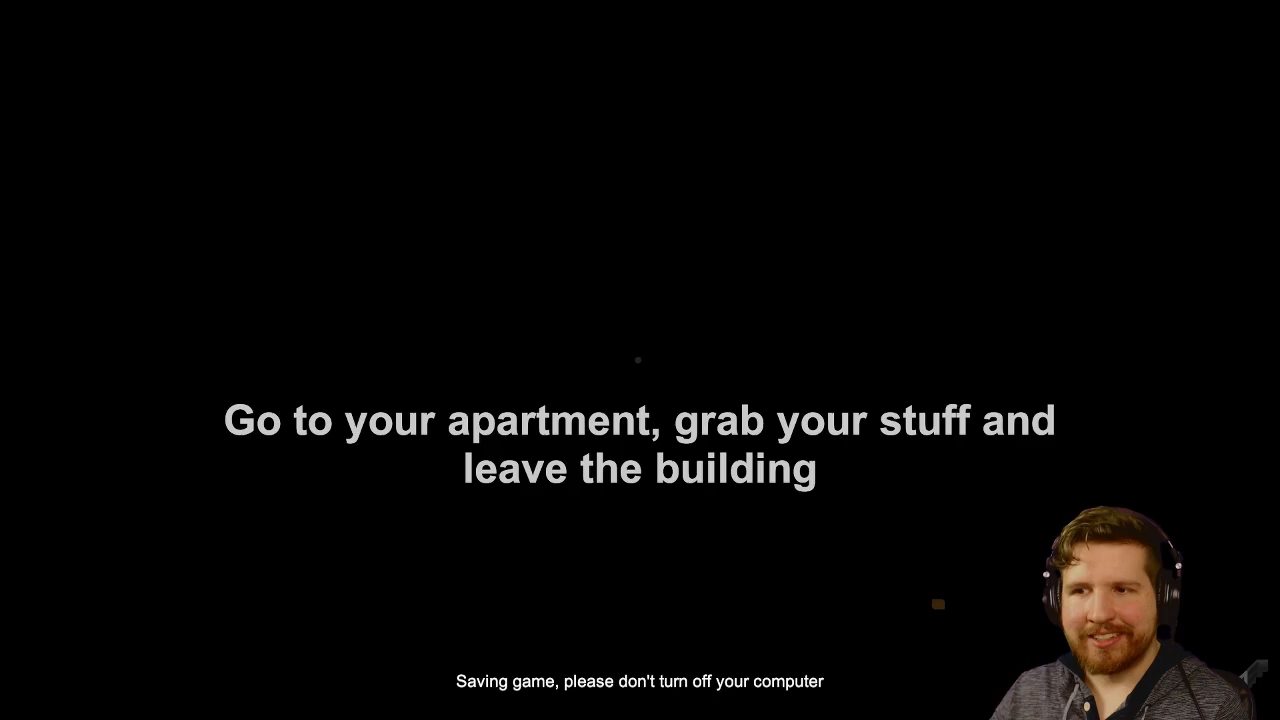 Go to your apartment, grab your stuff and
leave the building
Saving game, please don't turn off your computer